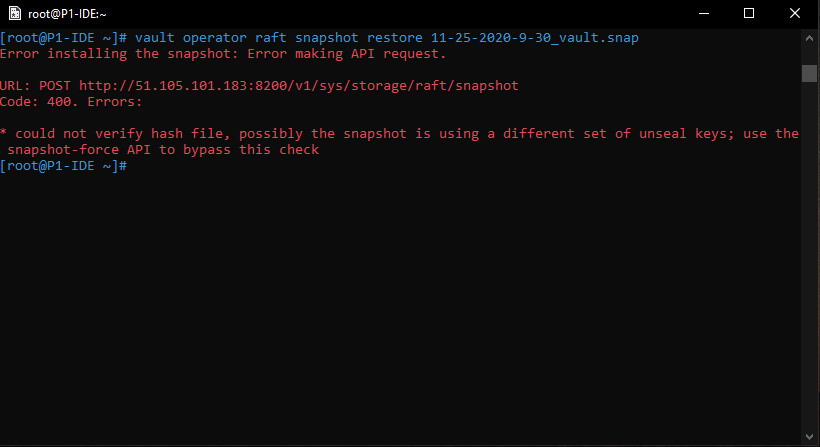 root@P1-IDE:~
[root@P1-IDE ~]# vault operator raft snapshot restore 11-25-2020-9-30_vault.snap
Error installing the snapshot: Error making API request.
URL: POST http://51.105.101.183:8200/v1/sys/storage/raft/snapshot
Code: 400. Errors:
* could not verify hash file, possibly the snapshot is using a different set of unseal keys; use the
snapshot-force API to bypass this check
[root@P1-IDE ~]#